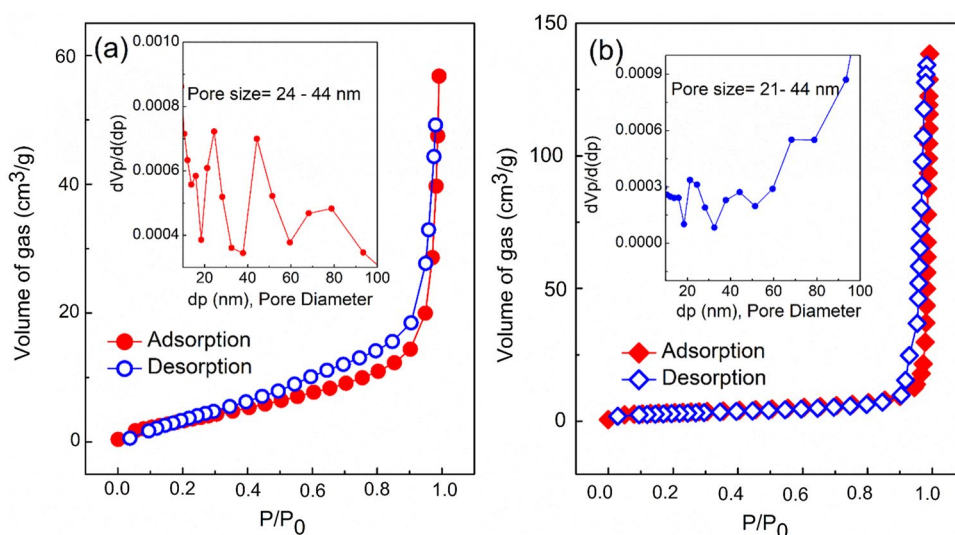 (a)
Volume of gas (cm3/g)
60
40
20
0
0.0 0.2 0.4 0.6 0.8 1.0
P/P0
Adsorption
Desorption
Pore size= 24 - 44 nm
dVp/d(dp)
0.0010
0.0008
0.0006
0.0004
20 40 60 80 100
dp (nm), Pore Diameter
(b)
Volume of gas (cm3/g)
150
100
50
0
-20
0.0 0.2 0.4 0.6 0.8 1.0
P/P0
Adsorption
Desorption
Pore size= 21- 44 nm
dVp/d(dp)
0.0009
0.0006
0.0003
0.0000
20 40 60 80 100
dp (nm), Pore Diameter